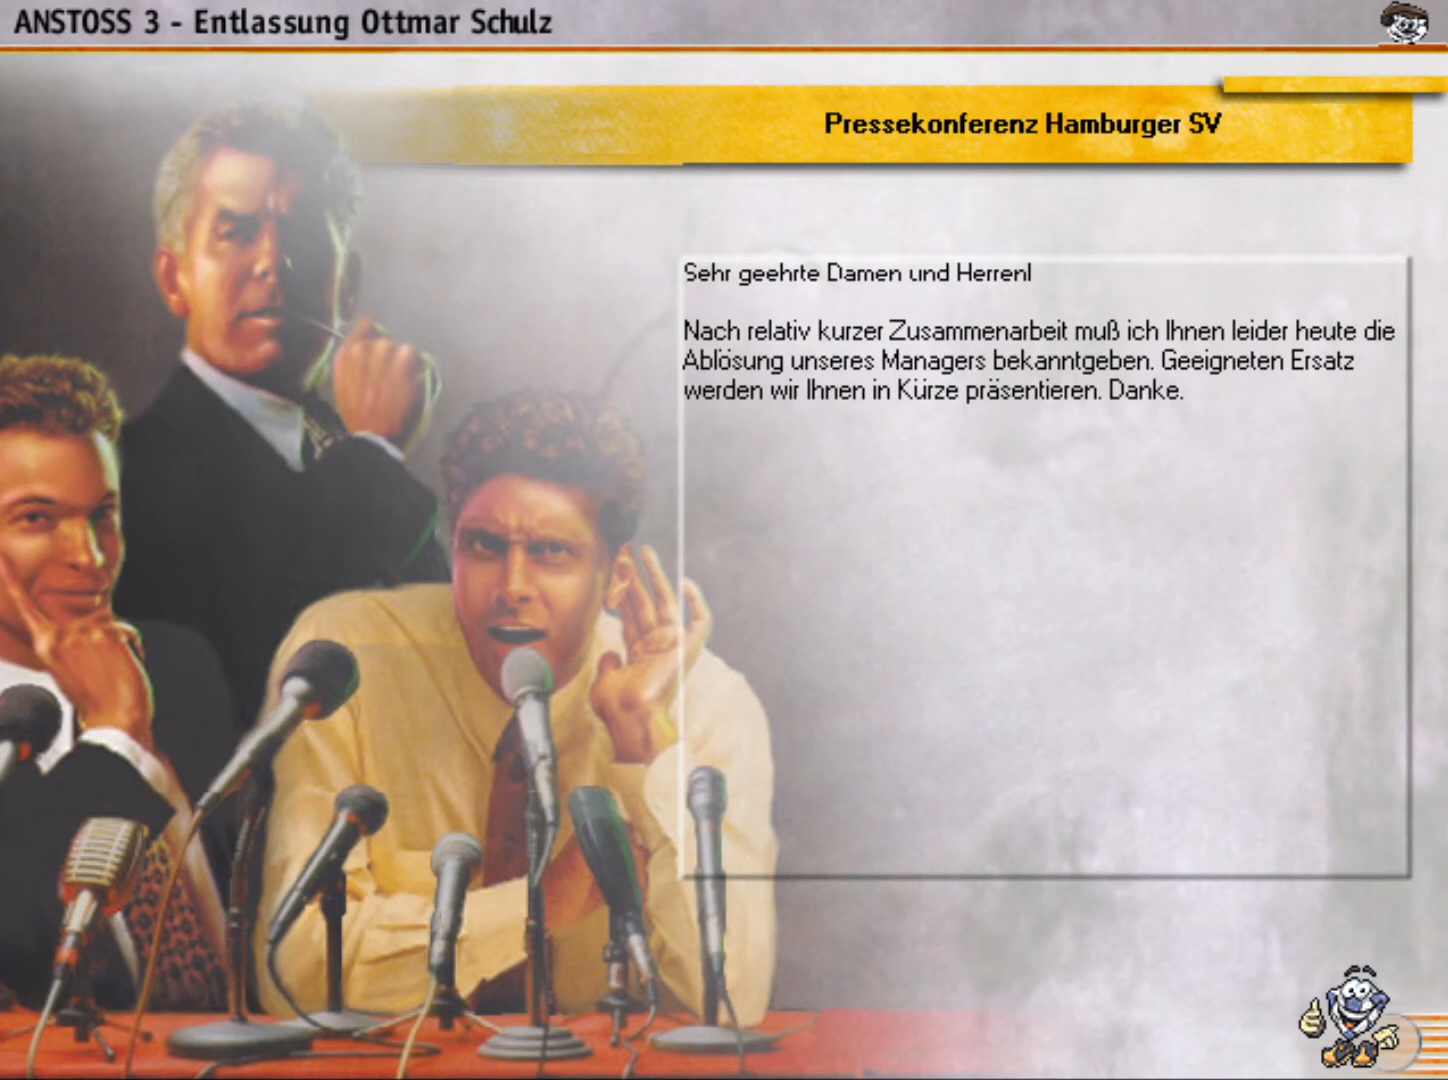 ANSTOSS 3 - Entlassung Ottmar Schulz
Pressekonferenz Hamburger SV
Sehr geehrte Damen und Herren!
Nach relativ kurzer Zusammenarbeit muß ich Ihnen leider heute die
Ablösung unseres Managers bekanntgeben. Geeigneten Ersatz
werden wir Ihnen in Kürze präsentieren. Danke.